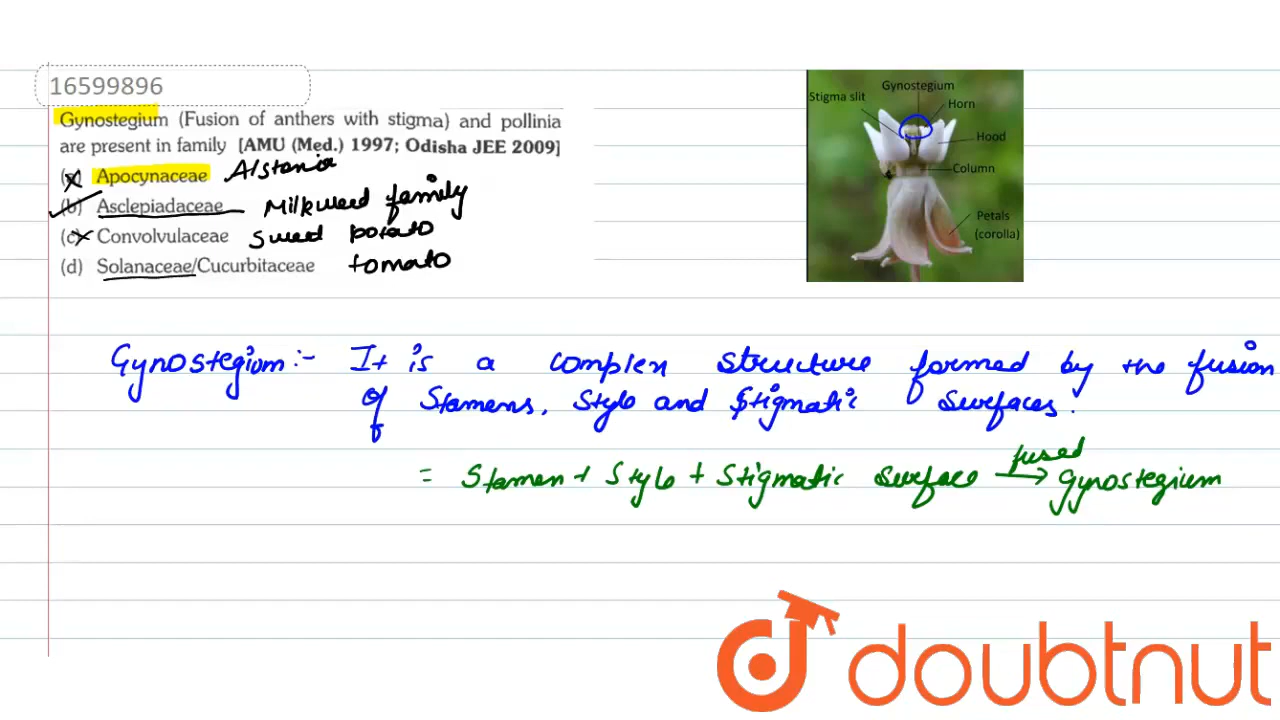 16599896
Gynostegium (Fusion of anthers with stigma) and pollinia
are present in family [AMU (Med.) 1997; Odisha JEE 2009]
(a) Apocynaceae Alstonia
(b) Asclepiadaceae Milkweed family
(c) Convolvulaceae Sweet potato
(d) Solanaceae/Cucurbitaceae tomato
Gynostegium
Stigma slit
Horn
Hood
Column
Petals
(corolla)
Gynostegium :- It is a complex structure formed by the fusion
of Stamens, Style and Stigmatic Surfaces.
= Stamen + Style + Stigmatic Surface fused → Gynostegium
doubtnut